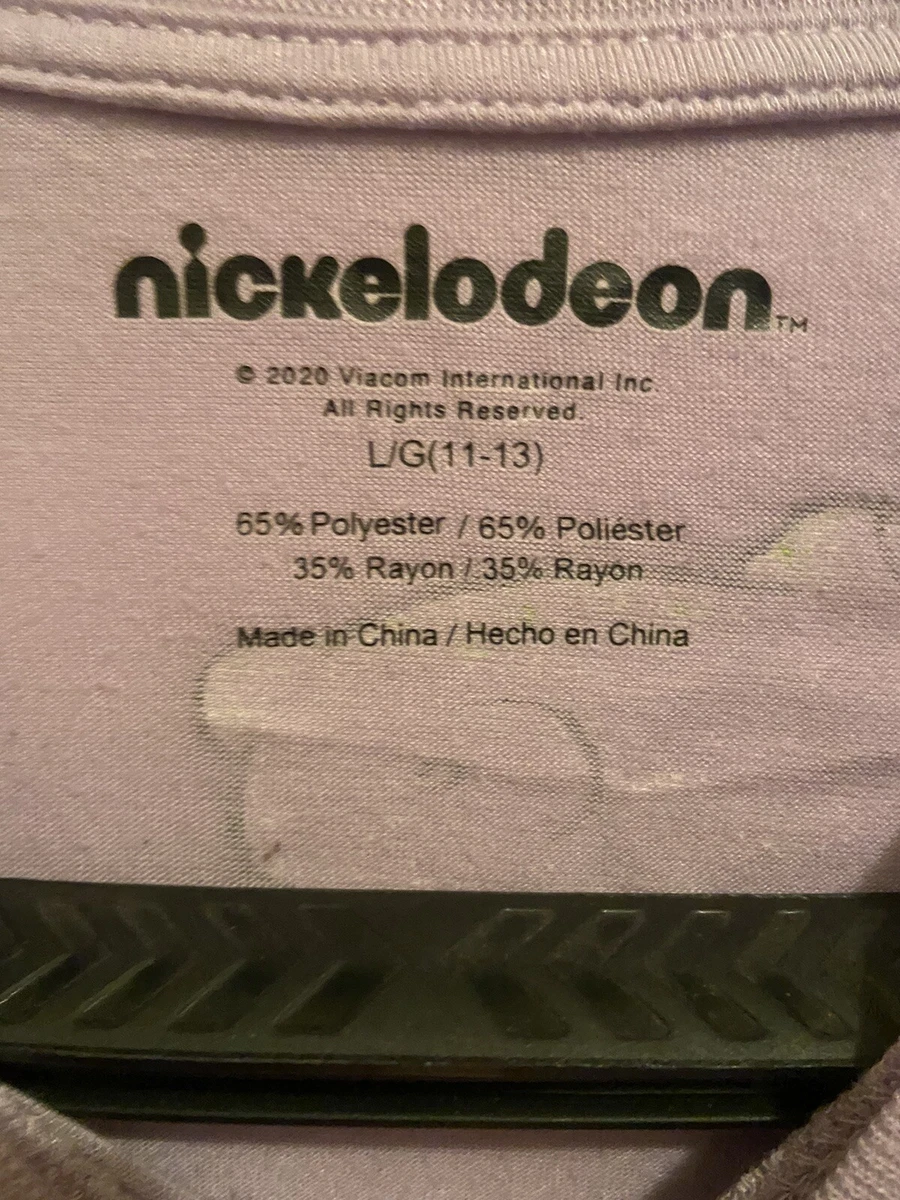 nickelodeon™
© 2020 Viacom International Inc.
All Rights Reserved.
L/G(11-13)
65% Polyester / 65% Poliéster
35% Rayon / 35% Rayon
Made in China / Hecho en China